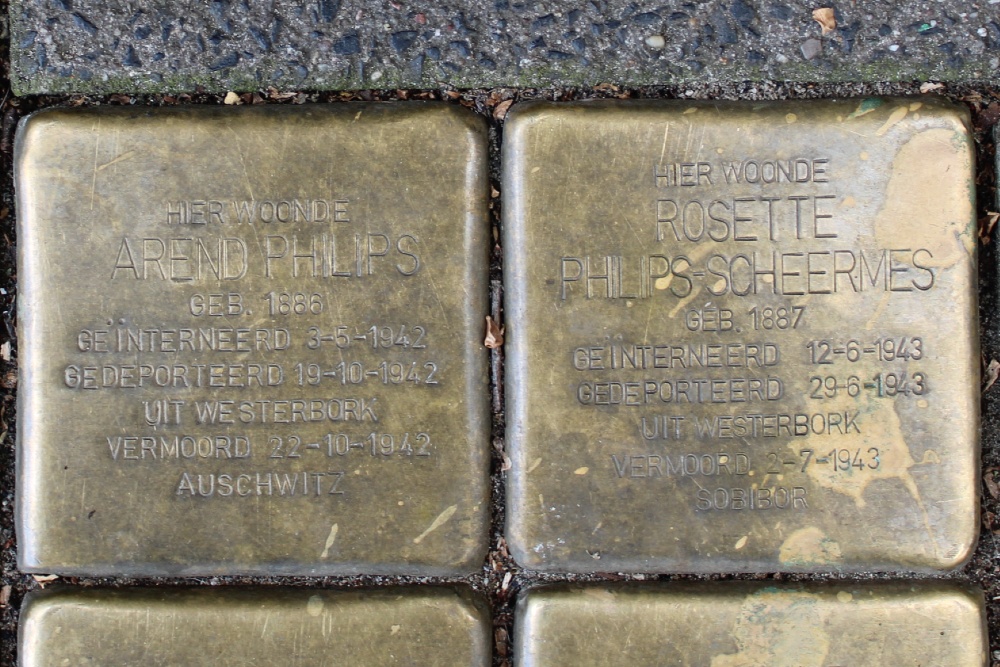 HIER WOONDE
AREND PHILIPS
GEB. 1886
GEÏNTERNEERD 3-5-1942
GEDEPORTEERD 19-10-1942
UIT WESTERBORK
VERMOORD 22-10-1942
AUSCHWITZ
HIER WOONDE
ROSETTE
PHILIPS-SCHEERMES
GEB. 1887
GEÏNTERNEERD 12-6-1943
GEDEPORTEERD 29-6-1943
UIT WESTERBORK
VERMOORD 2-7-1943
SOBIBOR